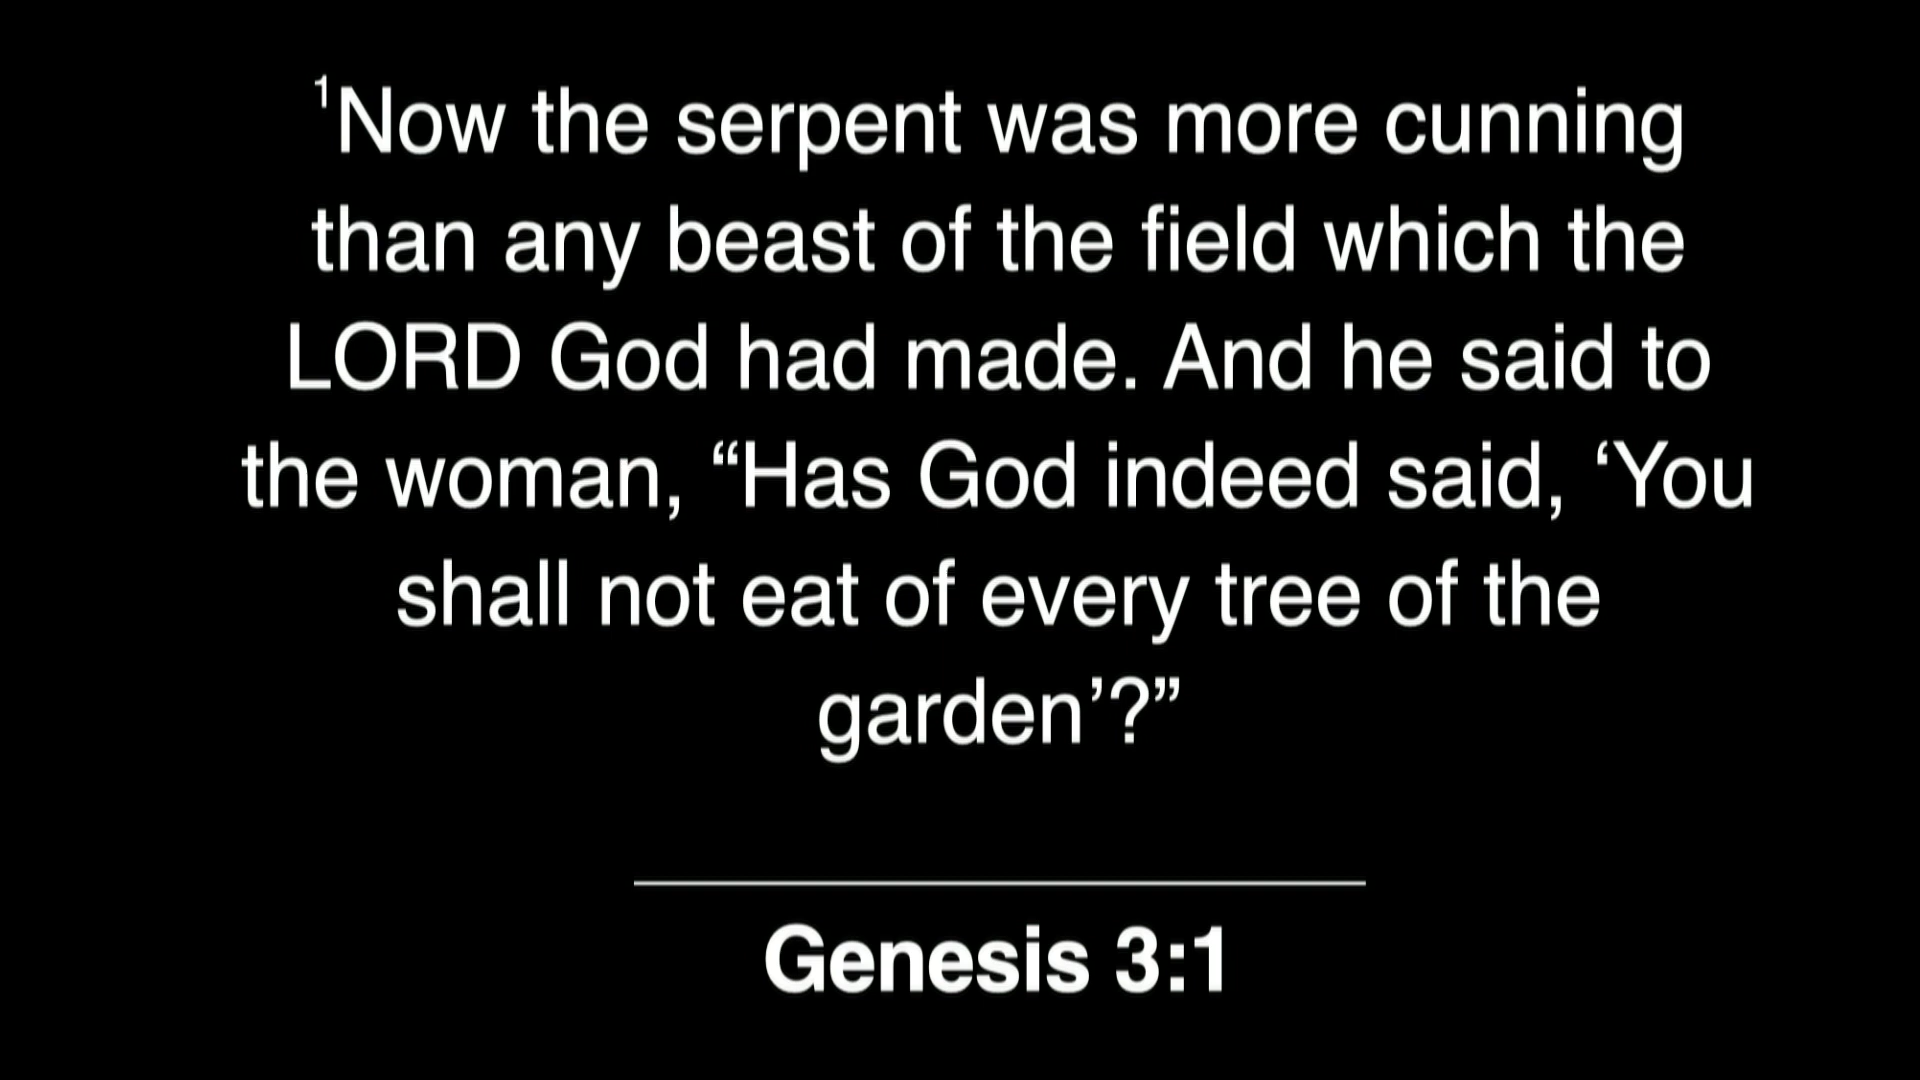 ¹Now the serpent was more cunning
than any beast of the field which the
LORD God had made. And he said to
the woman, “Has God indeed said, ‘You
shall not eat of every tree of the
garden’?”
Genesis 3:1